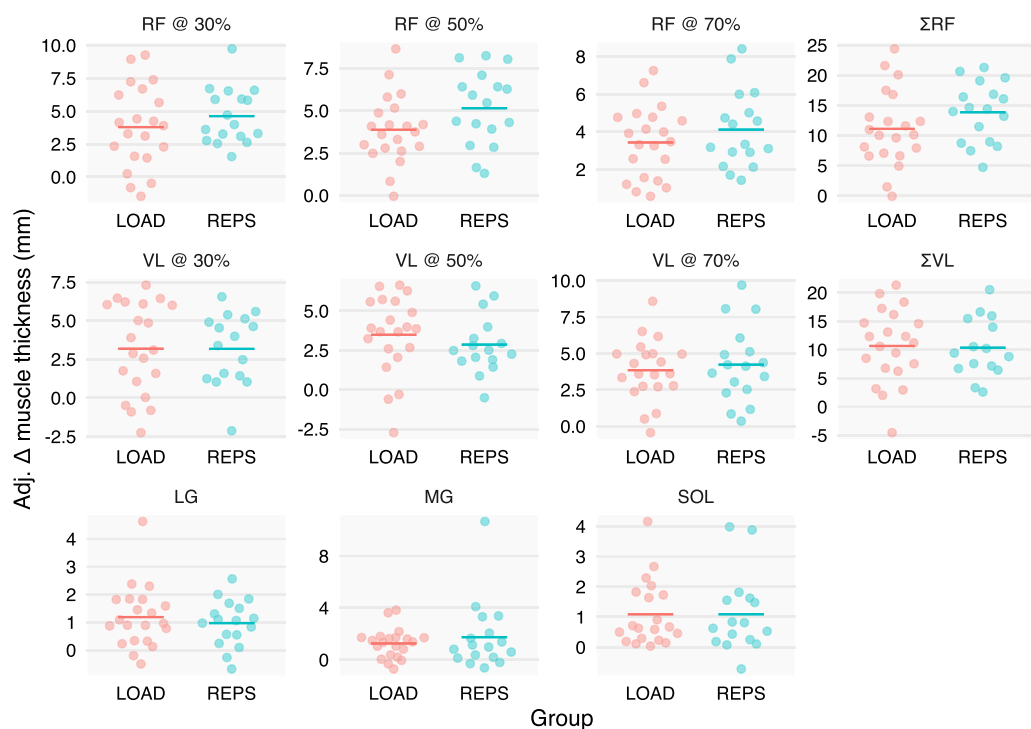 RF @ 30%
RF @ 50%
RF @ 70%
ΣRF
10.0
7.5
5.0
2.5
0.0
7.5
5.0
2.5
0.0
8
6
4
2
25
20
15
10
5
0
LOAD REPS
LOAD REPS
LOAD REPS
LOAD REPS
Adj. Δ muscle thickness (mm)
VL @ 30%
VL @ 50%
VL @ 70%
ΣVL
7.5
5.0
2.5
0.0
-2.5
5.0
2.5
0.0
-2.5
10.0
7.5
5.0
2.5
0.0
20
15
10
5
0
-5
LOAD REPS
LOAD REPS
LOAD REPS
LOAD REPS
LG
MG
SOL
4
3
2
1
0
8
4
0
4
3
2
1
0
LOAD REPS
LOAD REPS
LOAD REPS
Group